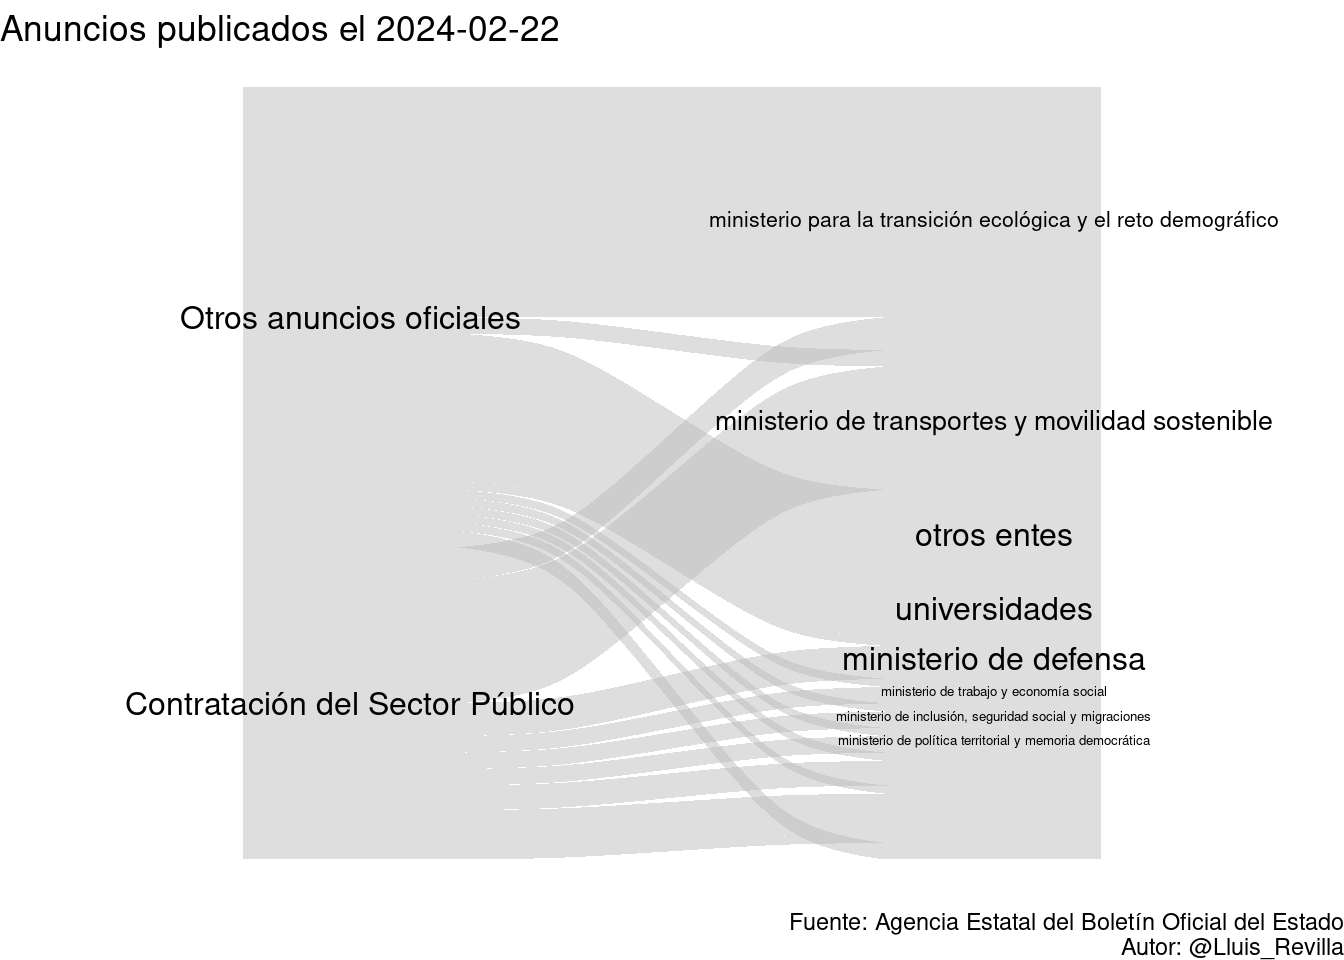 Anuncios publicados el 2024-02-22
ministerio para la transición ecológica y el reto demográfico
Otros anuncios oficiales
ministerio de transportes y movilidad sostenible
otros entes
universidades
ministerio de defensa
ministerio de trabajo y economía social
Contratación del Sector Público
ministerio de inclusión, seguridad social y migraciones
ministerio de política territorial y memoria democrática
Fuente: Agencia Estatal del Boletín Oficial del Estado
Autor: @Lluis_Revilla